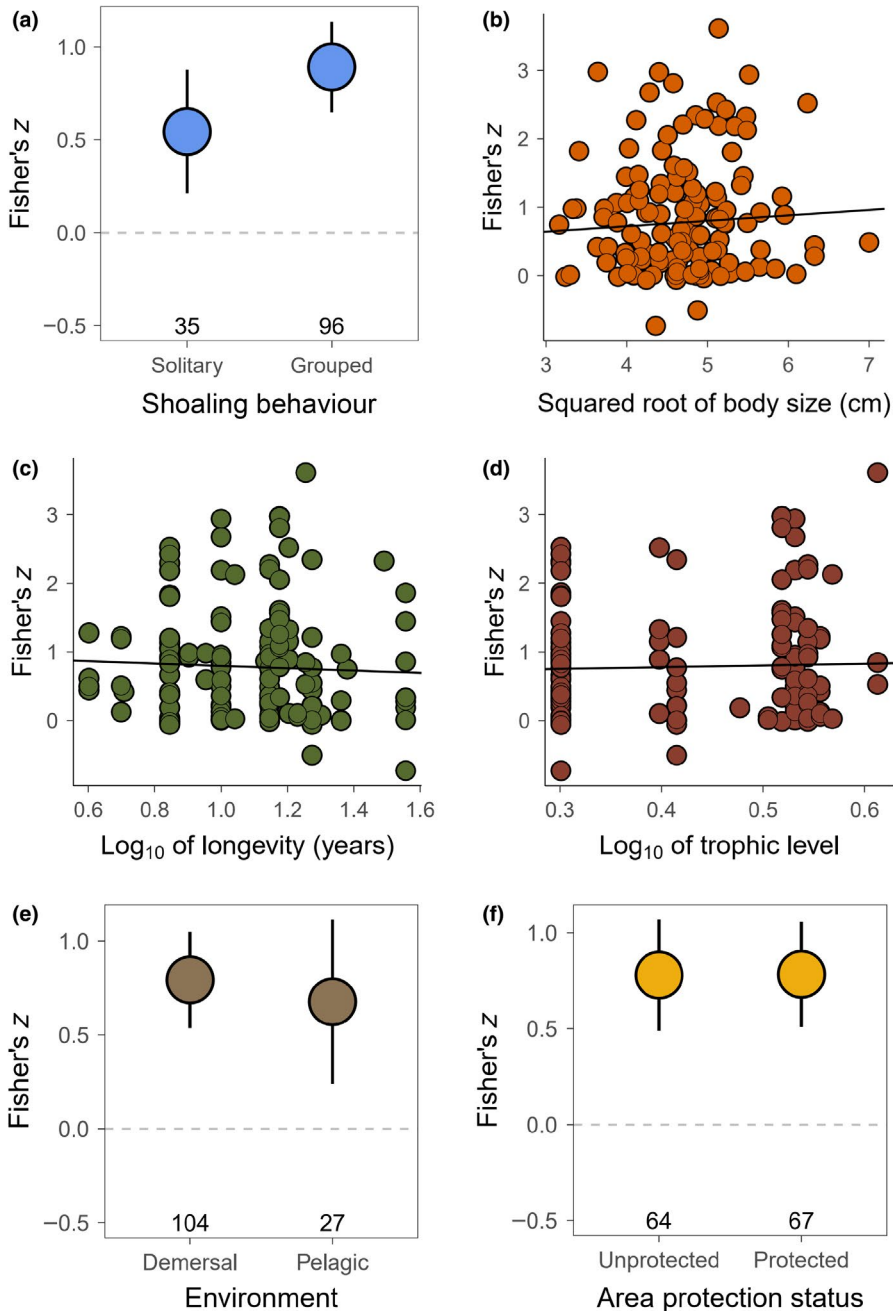 (a)
1.0
0.5
0.0
−0.5
Fisher's z
35
96
Solitary
Grouped
Shoaling behaviour
(b)
3
2
1
0
Fisher's z
3
4
5
6
7
Squared root of body size (cm)
(c)
3
2
1
0
Fisher's z
0.6
0.8
1.0
1.2
1.4
1.6
Log10 of longevity (years)
(d)
3
2
1
0
Fisher's z
0.3
0.4
0.5
0.6
Log10 of trophic level
(e)
1.0
0.5
0.0
−0.5
Fisher's z
104
27
Demersal
Pelagic
Environment
(f)
1.0
0.5
0.0
−0.5
Fisher's z
64
67
Unprotected
Protected
Area protection status